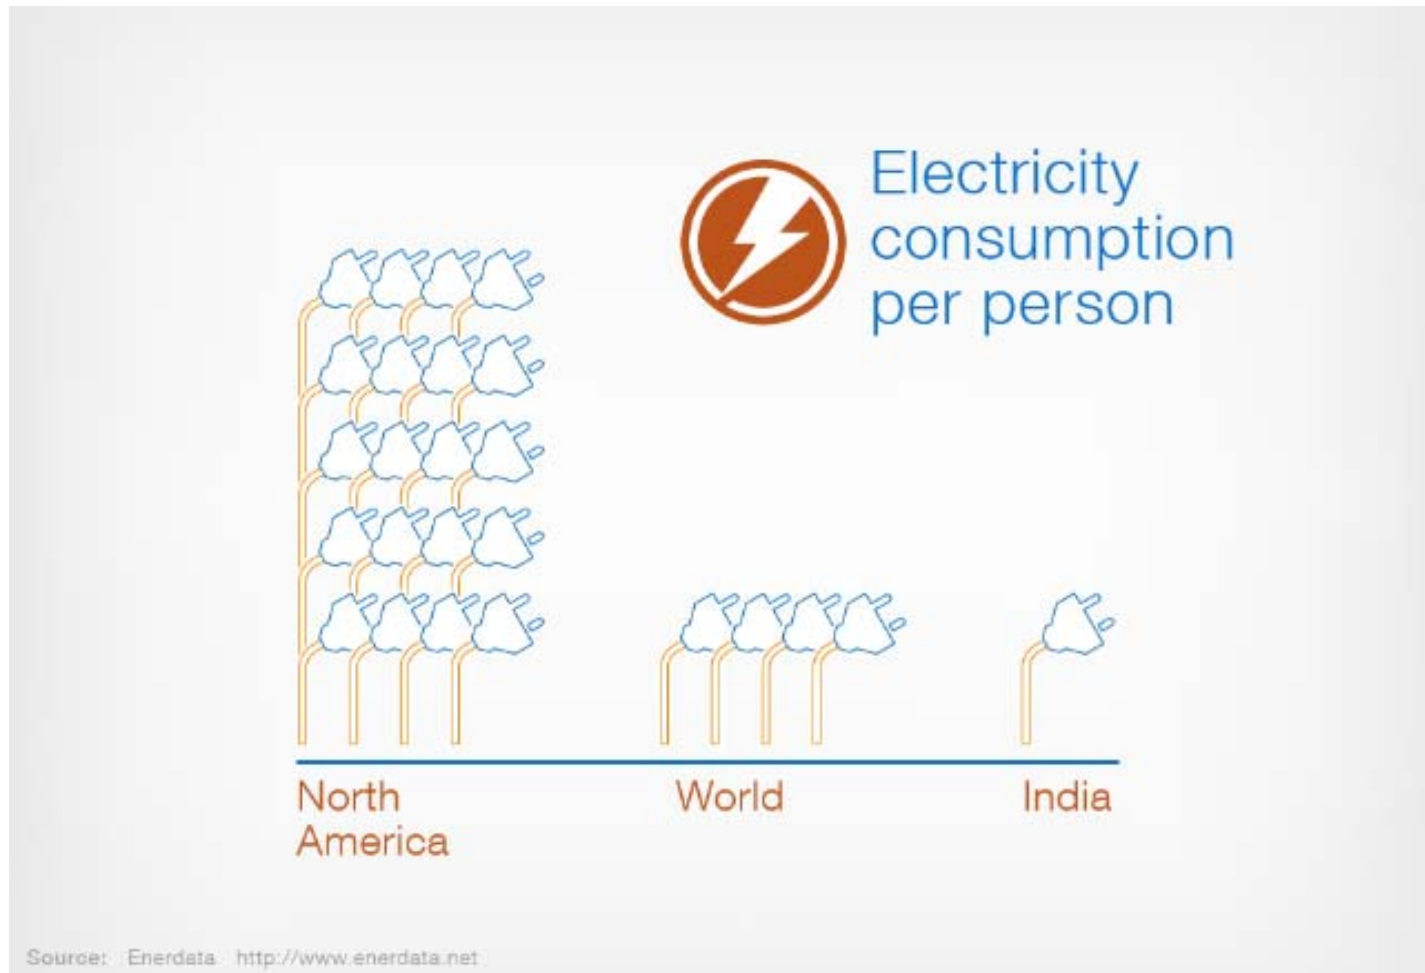 Electricity
consumption
per person
North
America
World
India
Source: Enerdata http://www.enerdata.net